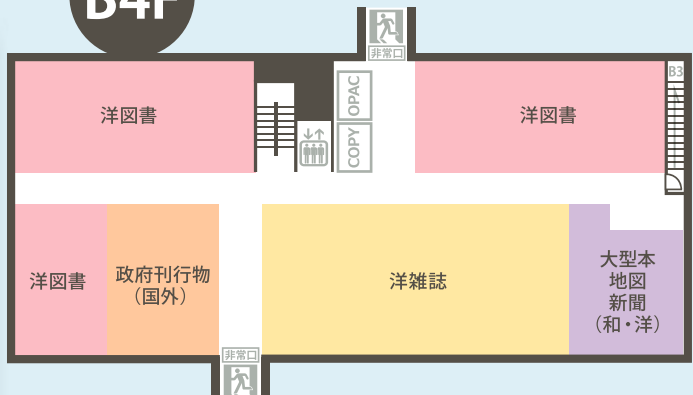 B4F
非常口
B3
洋図書
OPAC
COPY
洋図書
洋図書
政府刊行物
（国外）
洋雑誌
大型本
地図
新聞
（和・洋）
非常口